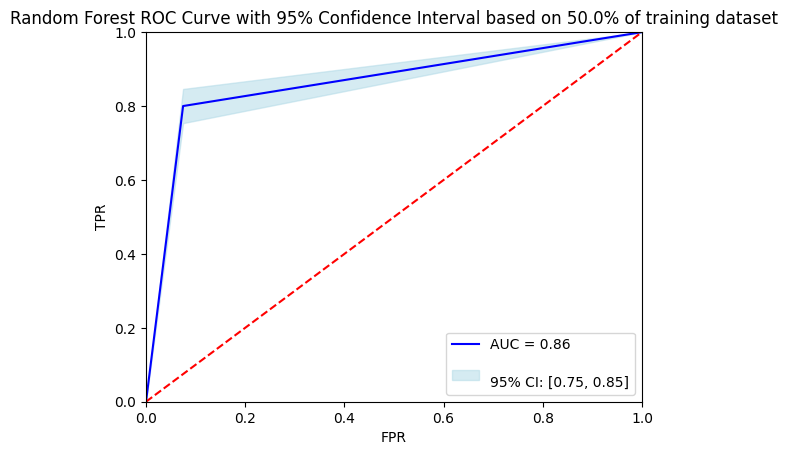 Random Forest ROC Curve with 95% Confidence Interval based on 50.0% of training dataset
1.0
0.8
0.6
0.4
0.2
0.0
TPR
AUC = 0.86
95% CI: [0.75, 0.85]
0.0 0.2 0.4 0.6 0.8 1.0
FPR